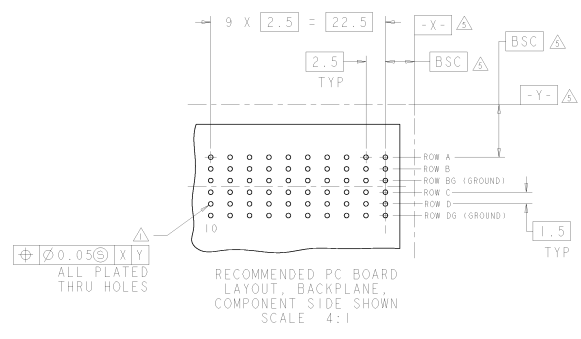 9 X 2.5 = 22.5
-X- 5
BSC 5
2.5 BSC 5
TYP
-Y- 5
ROW A
ROW B
ROW BG (GROUND)
ROW C
ROW D
ROW DG (GROUND)
10 1
1.5
TYP
1
⌖ Ø0.05Ⓢ X Y
ALL PLATED
THRU HOLES
RECOMMENDED PC BOARD
LAYOUT, BACKPLANE,
COMPONENT SIDE SHOWN
SCALE 4:1